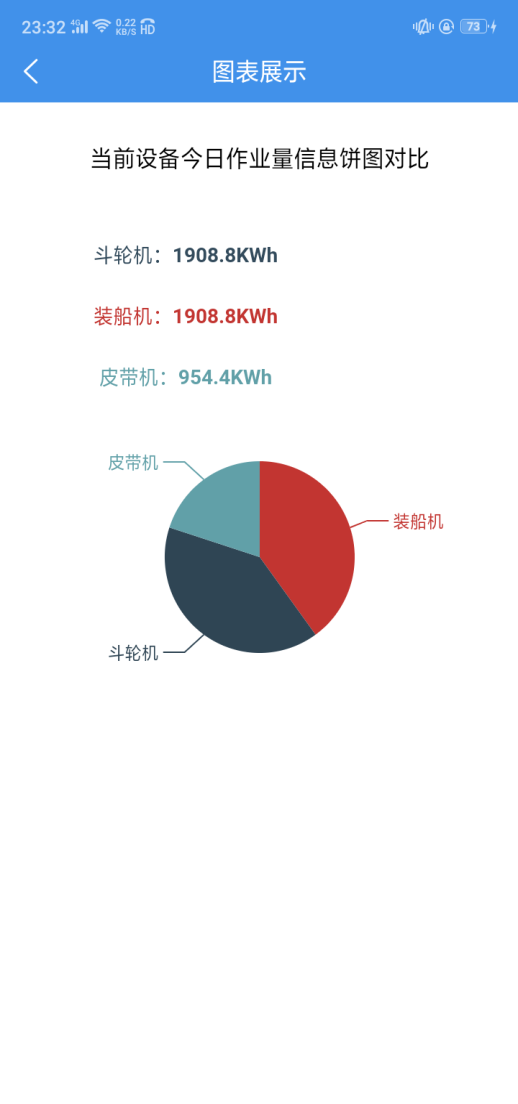 23:32 4G 0.22 KB/S HD 73
图表展示
当前设备今日作业量信息饼图对比
斗轮机：1908.8KWh
装船机：1908.8KWh
皮带机：954.4KWh
皮带机
装船机
斗轮机